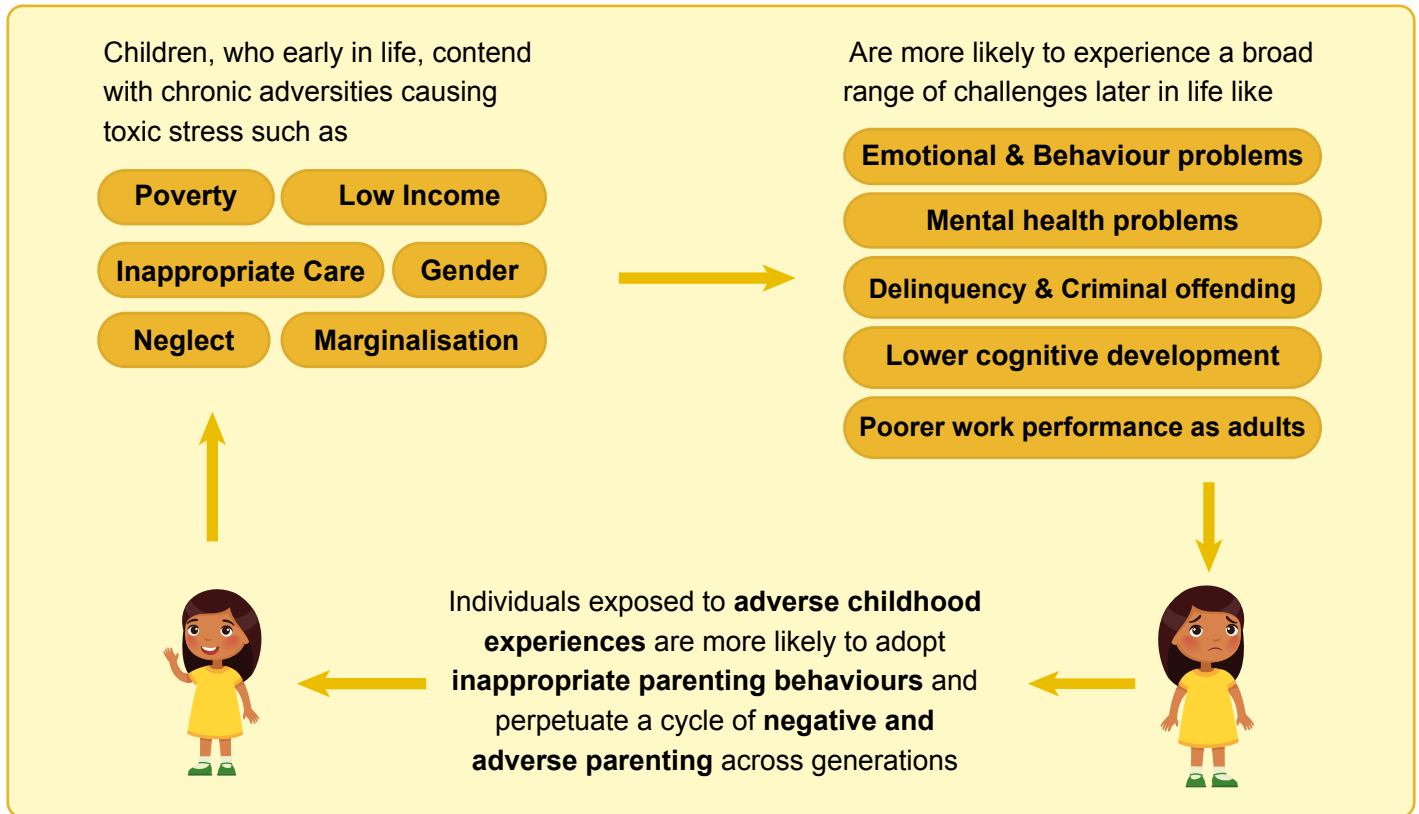 Children, who early in life, contend
with chronic adversities causing
toxic stress such as
Poverty
Low Income
Inappropriate Care
Gender
Neglect
Marginalisation
Are more likely to experience a broad
range of challenges later in life like
Emotional & Behaviour problems
Mental health problems
Delinquency & Criminal offending
Lower cognitive development
Poorer work performance as adults
Individuals exposed to adverse childhood
experiences are more likely to adopt
inappropriate parenting behaviours and
perpetuate a cycle of negative and
adverse parenting across generations